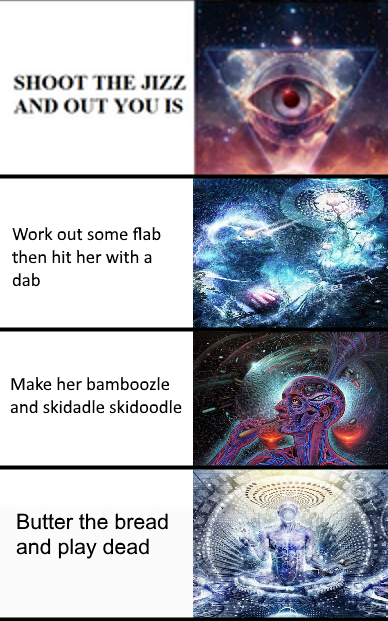 SHOOT THE JIZZ
AND OUT YOU IS
Work out some flab
then hit her with a
dab
Make her bamboozle
and skidadle skidoodle
Butter the bread
and play dead